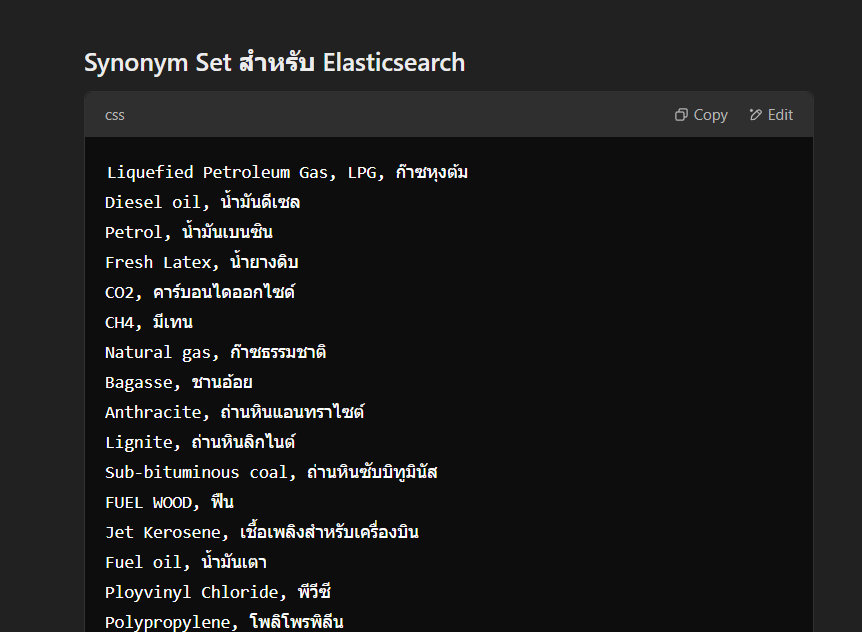 Synonym Set สำหรับ Elasticsearch
css Copy Edit
Liquefied Petroleum Gas, LPG, ก๊าซหุงต้ม
Diesel oil, น้ำมันดีเซล
Petrol, น้ำมันเบนซิน
Fresh Latex, น้ำยางดิบ
CO2, คาร์บอนไดออกไซด์
CH4, มีเทน
Natural gas, ก๊าซธรรมชาติ
Bagasse, ชานอ้อย
Anthracite, ถ่านหินแอนทราไซต์
Lignite, ถ่านหินลิกไนต์
Sub-bituminous coal, ถ่านหินซับบิทูมินัส
FUEL WOOD, ฟืน
Jet Kerosene, เชื้อเพลิงสำหรับเครื่องบิน
Fuel oil, น้ำมันเตา
Ployvinyl Chloride, พีวีซี
Polypropylene, โพลิโพรพิลีน